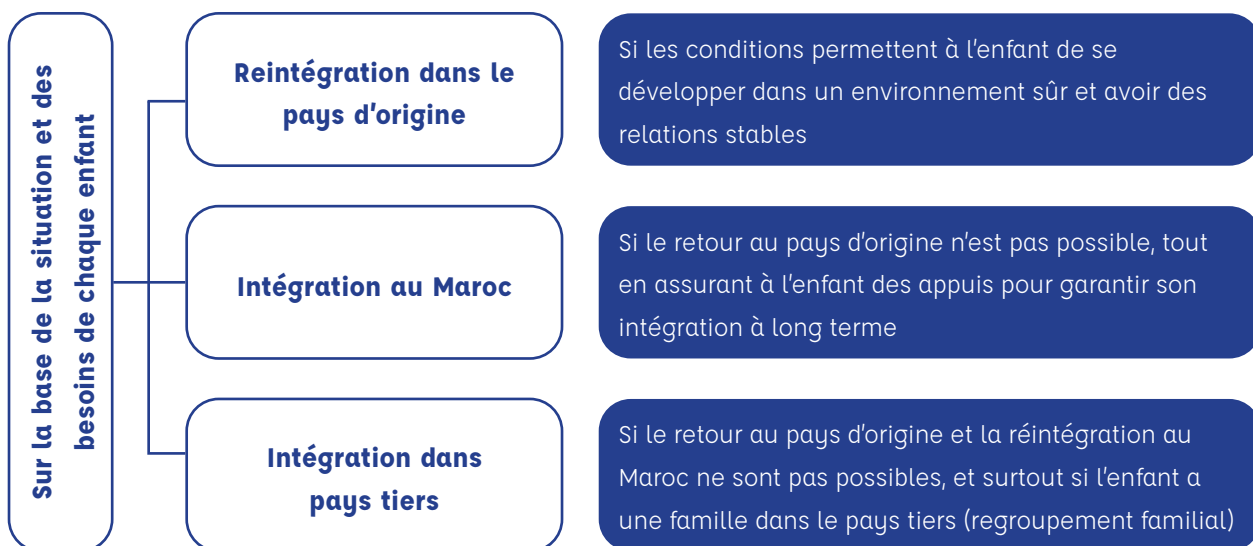 Sur la base de la situation et des
besoins de chaque enfant
Reintégration dans le
pays d'origine
Si les conditions permettent à l'enfant de se
développer dans un environnement sûr et avoir des
relations stables
Intégration au Maroc
Si le retour au pays d'origine n'est pas possible, tout
en assurant à l'enfant des appuis pour garantir son
intégration à long terme
Intégration dans
pays tiers
Si le retour au pays d'origine et la réintégration au
Maroc ne sont pas possibles, et surtout si l'enfant a
une famille dans le pays tiers (regroupement familial)